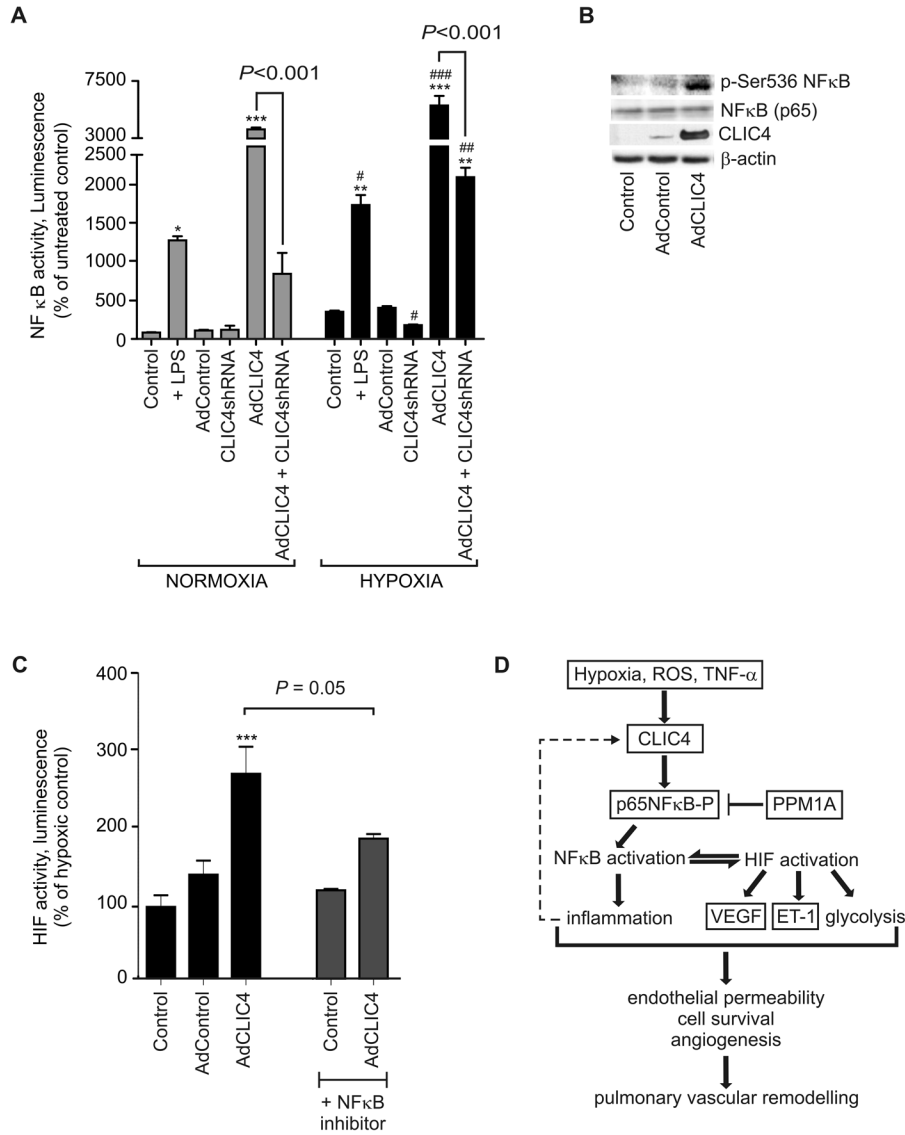 A
NF κB activity, Luminescence
(% of untreated control)
7500
3000
2500
2000
1500
1000
500
0
*
***
P<0.001
#
**
#
###
***
P<0.001
##
**
Control
+ LPS
AdControl
CLIC4shRNA
AdCLIC4
AdCLIC4 + CLIC4shRNA
Control
+ LPS
AdControl
CLIC4shRNA
AdCLIC4
AdCLIC4 + CLIC4shRNA
NORMOXIA
HYPOXIA
B
p-Ser536 NFκB
NFκB (p65)
CLIC4
β-actin
Control
AdControl
AdCLIC4
C
HIF activity, luminescence
(% of hypoxic control)
400
300
200
100
0
***
P = 0.05
Control
AdControl
AdCLIC4
Control
AdCLIC4
+ NFκB
inhibitor
D
Hypoxia, ROS, TNF-α
CLIC4
p65NFκB-P
PPM1A
NFκB activation
HIF activation
inflammation
VEGF
ET-1
glycolysis
endothelial permeability
cell survival
angiogenesis
pulmonary vascular remodelling